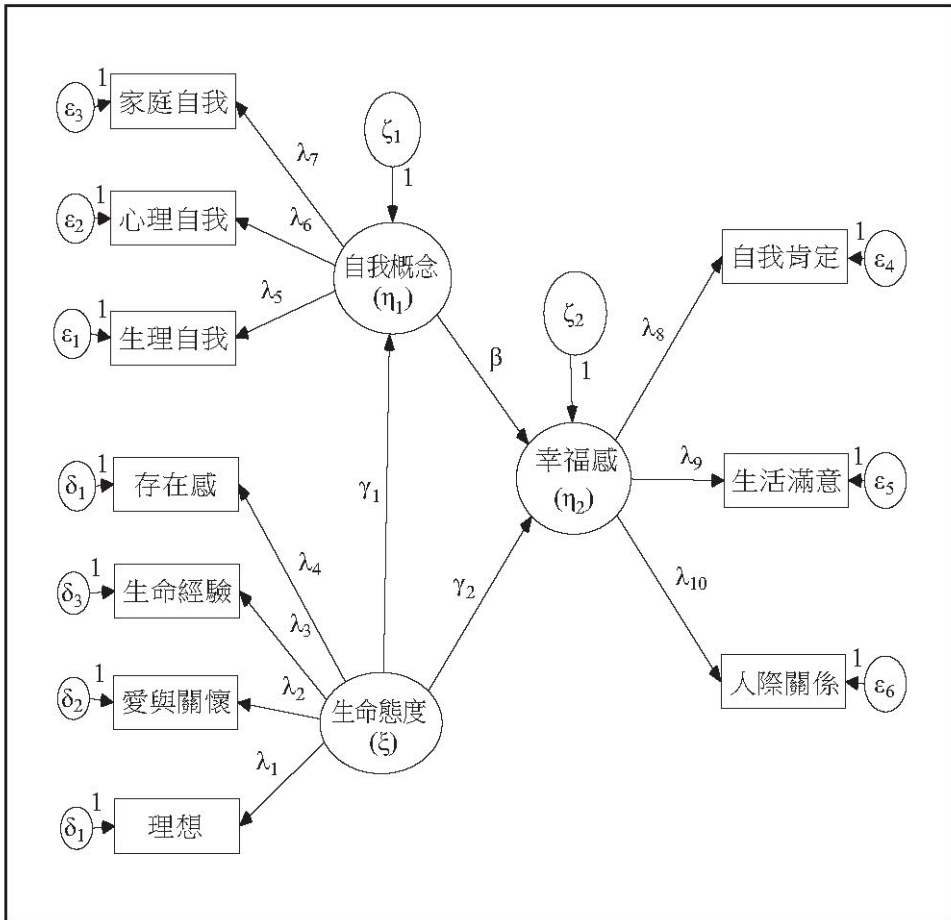 1
ε3
家庭自我
λ7
ζ1
1
1
ε2
心理自我
λ6
自我概念
(η1)
1
ε1
生理自我
λ5
ζ2
1
β
λ8
自我肯定
1
ε4
幸福感
(η2)
λ9
生活滿意
1
ε5
λ10
人際關係
1
ε6
γ1
γ2
1
δ1
存在感
λ4
1
δ3
生命經驗
λ3
1
δ2
愛與關懷
λ2
生命態度
(ξ)
1
δ1
理想
λ1